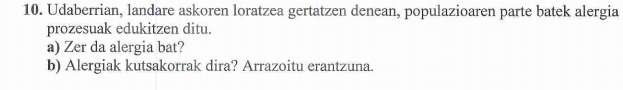 10. Udaberrian, landare askoren loratzea gertatzen denean, populazioaren parte batek alergia
prozesuak edukitzen ditu.
a) Zer da alergia bat?
b) Alergiak kutsakorrak dira? Arrazoitu erantzuna.